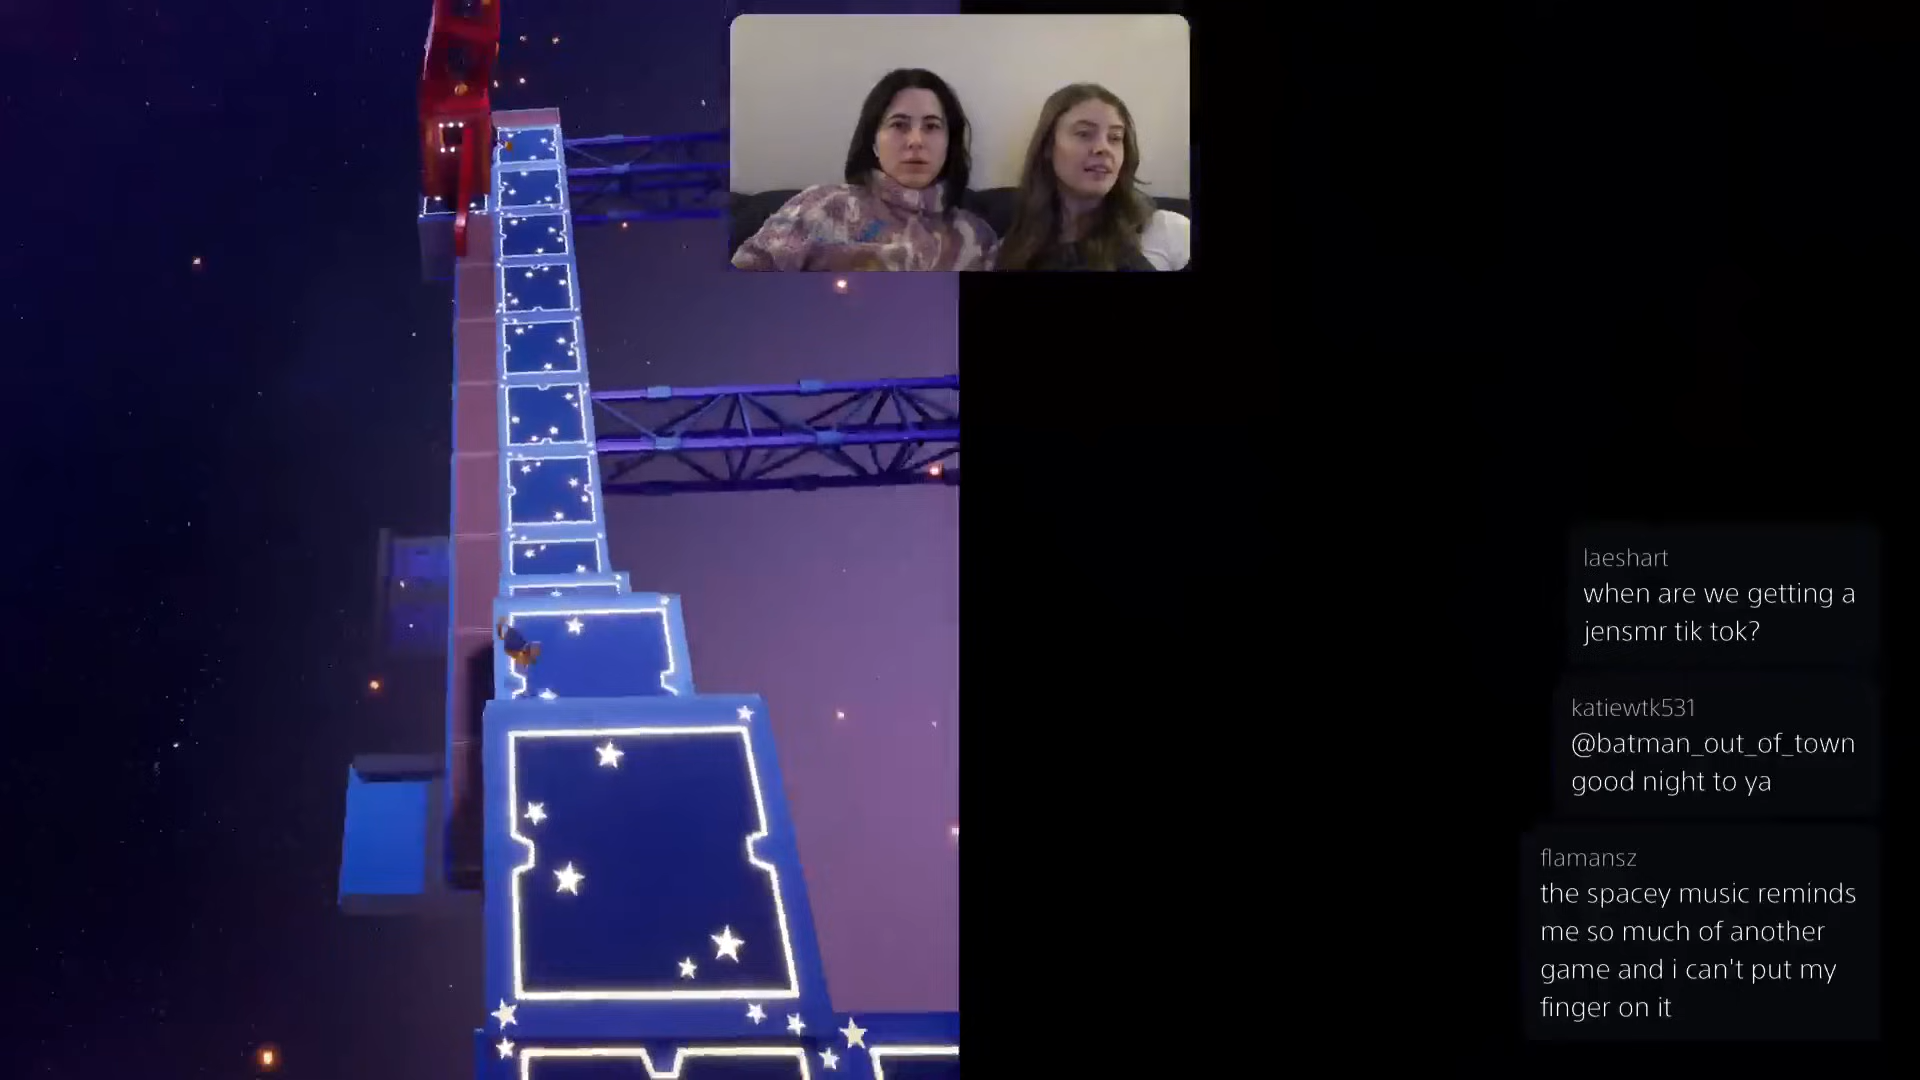 laeshart
when are we getting a
jensmr tik tok?
katiewtk531
@batman_out_of_town
good night to ya
flamansz
the spacey music reminds
me so much of another
game and i can't put my
finger on it